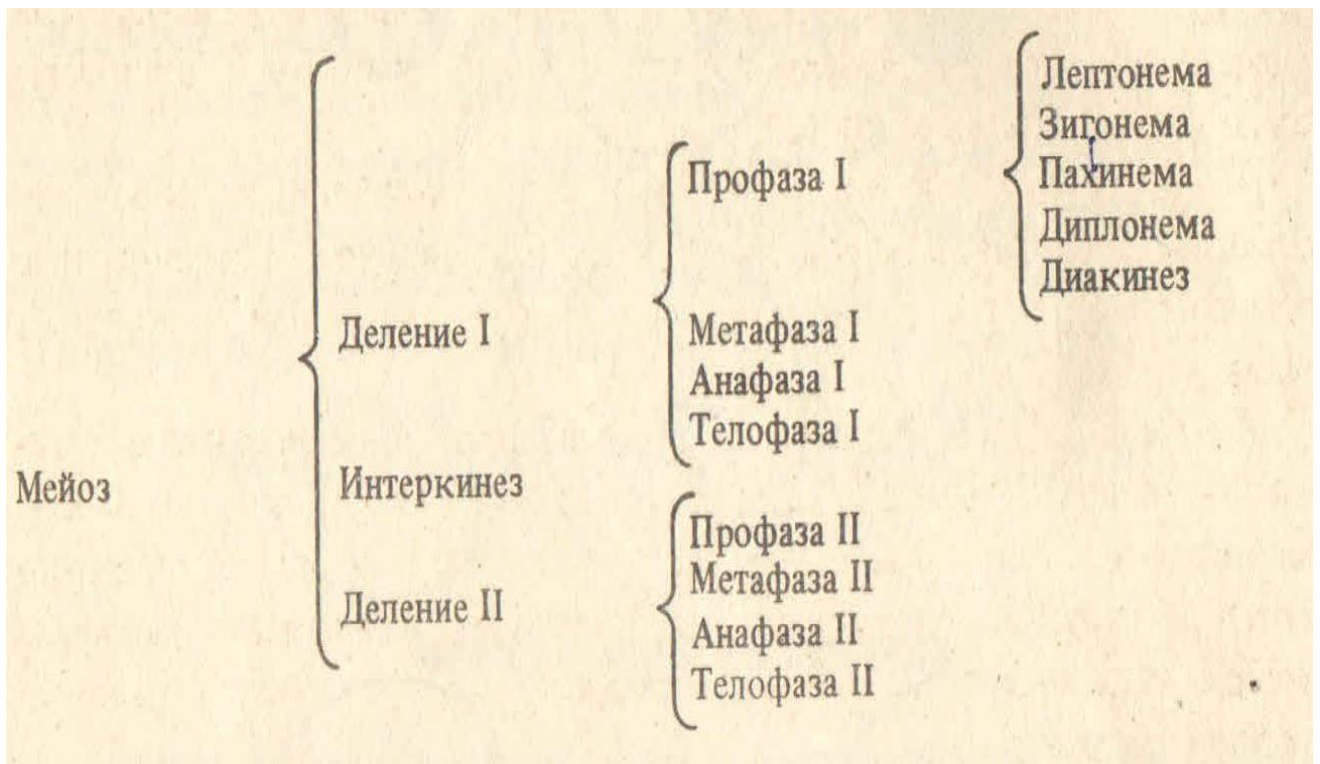 Мейоз
Деление I
Интеркинез
Деление II
Профаза I
Метафаза I
Анафаза I
Телофаза I
Профаза II
Метафаза II
Анафаза II
Телофаза II
Лептонема
Зигонема
Пахинема
Диплонема
Диакинез